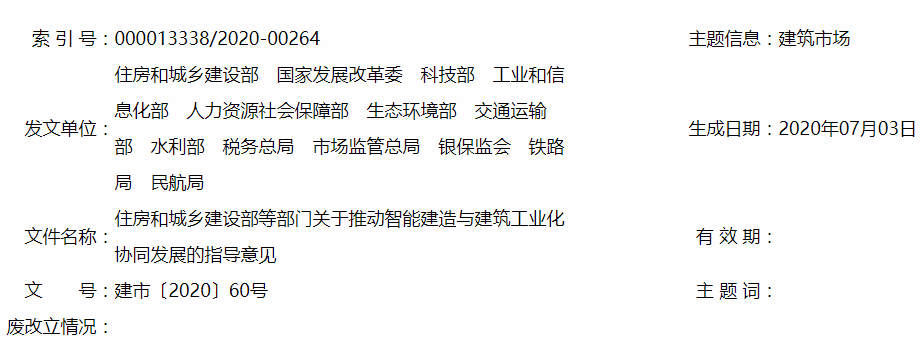 索 引 号：000013338/2020-00264 主题信息：建筑市场
住房和城乡建设部　国家发展改革委　科技部　工业和信
息化部　人力资源社会保障部　生态环境部　交通运输
发文单位： 生成日期：2020年07月03日
部　水利部　税务总局　市场监管总局　银保监会　铁路
局　民航局
住房和城乡建设部等部门关于推动智能建造与建筑工业化
文件名称： 有 效 期：
协同发展的指导意见
文　　号：建市〔2020〕60号 主 题 词：
废改立情况：